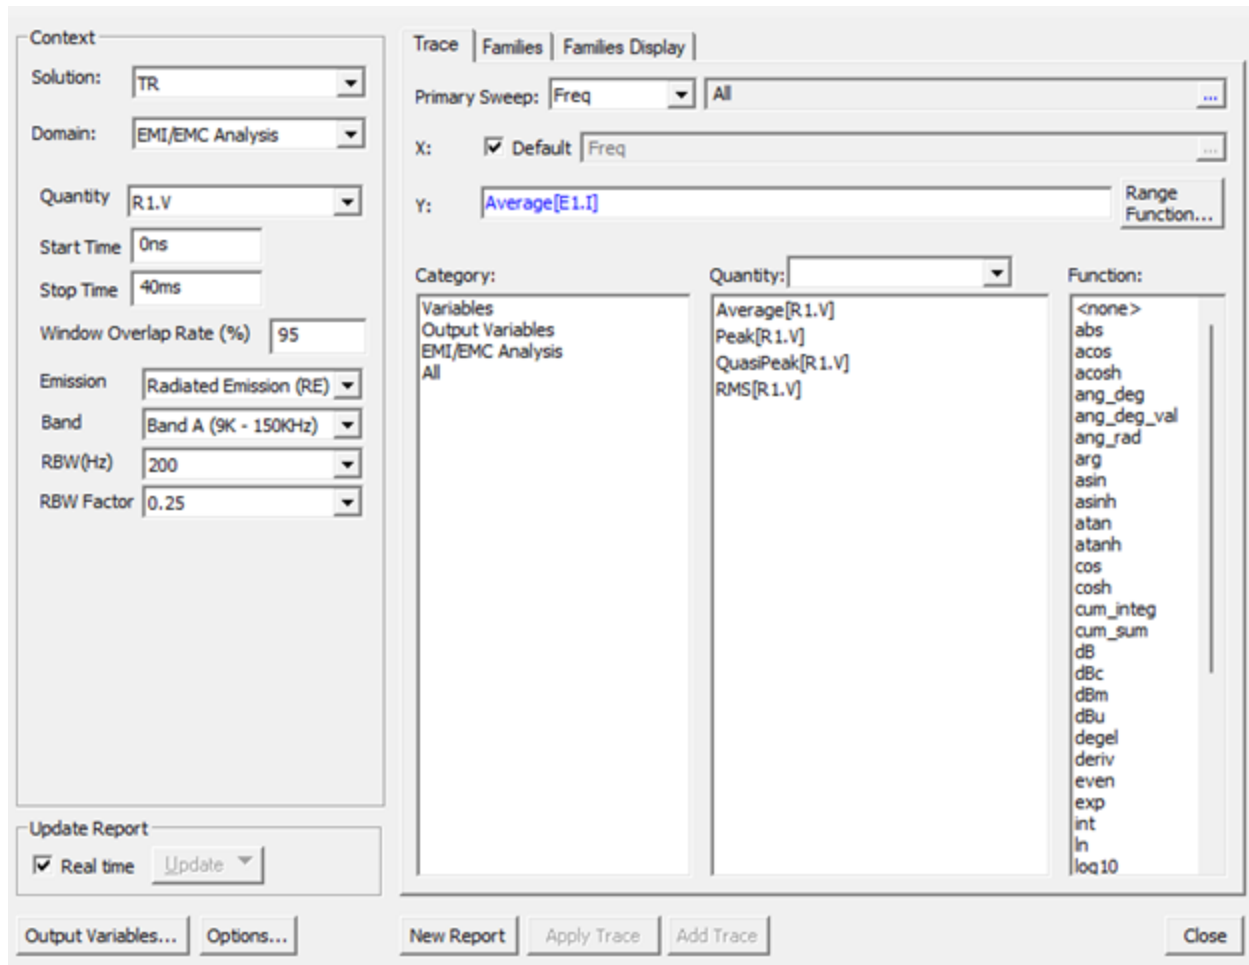 Context
Solution: TR
Domain: EMI/EMC Analysis
Quantity R1.V
Start Time 0ns
Stop Time 40ms
Window Overlap Rate (%) 95
Emission Radiated Emission (RE)
Band Band A (9K - 150KHz)
RBW(Hz) 200
RBW Factor 0.25
Update Report
Real time Update
Output Variables... Options...
Trace Families Families Display
Primary Sweep: Freq All ...
X: Default Freq ...
Y: Average[E1.I] Range
Function...
Category:
Variables
Output Variables
EMI/EMC Analysis
All
Quantity:
Average[R1.V]
Peak[R1.V]
QuasiPeak[R1.V]
RMS[R1.V]
Function:
<none>
abs
acos
acosh
ang_deg
ang_deg_val
ang_rad
arg
asin
asinh
atan
atanh
cos
cosh
cum_integ
cum_sum
dB
dBc
dBm
dBu
degel
deriv
even
exp
int
ln
log10
New Report Apply Trace Add Trace Close